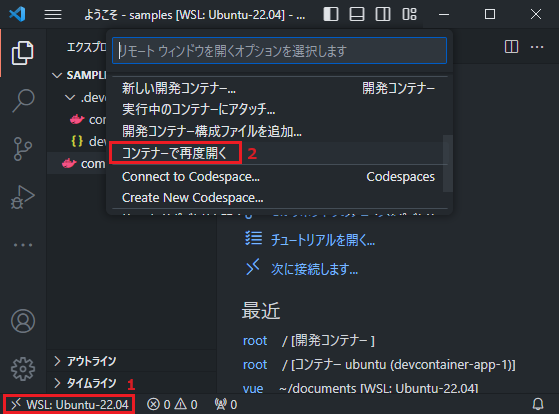 ようこそ - samples [WSL: Ubuntu-22.04] - ...
エクスプロ
リモート ウィンドウを開くオプションを選択します
SAMPL
新しい開発コンテナー... 開発コンテナー
.dev
実行中のコンテナーにアタッチ...
com
開発コンテナー構成ファイルを追加...
dev
コンテナーで再度開く 2
com
Connect to Codespace... Codespaces
Create New Codespace...
チュートリアルを開く...
次に接続します...
最近
root / [開発コンテナー ]
root / [コンテナー ubuntu (devcontainer-app-1)]
vue ~/documents [WSL: Ubuntu-22.04]
アウトライン
タイムライン 1
WSL: Ubuntu-22.04 0 0 0